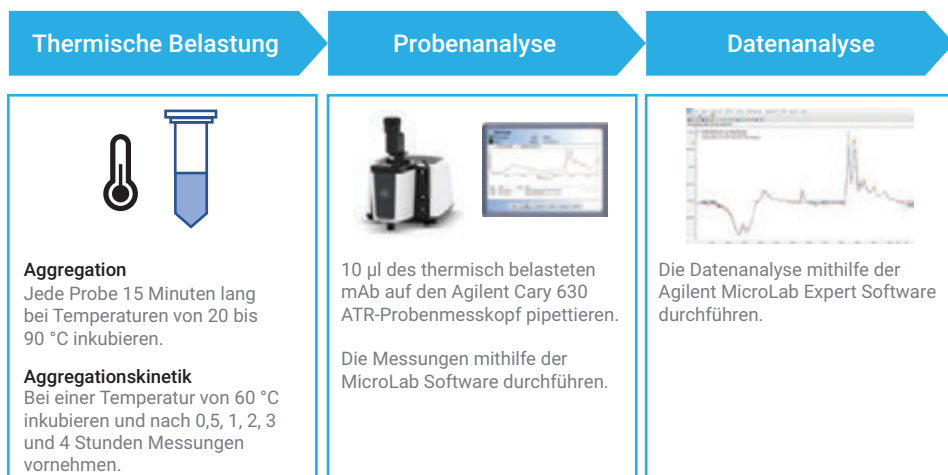 Thermische Belastung
Probenanalyse
Datenanalyse
Aggregation
Jede Probe 15 Minuten lang
bei Temperaturen von 20 bis
90 °C inkubieren.
Aggregationskinetik
Bei einer Temperatur von 60 °C
inkubieren und nach 0,5, 1, 2, 3
und 4 Stunden Messungen
vornehmen.
10 µl des thermisch belasteten
mAb auf den Agilent Cary 630
ATR-Probenmesskopf pipettieren.
Die Messungen mithilfe der
MicroLab Software durchführen.
Die Datenanalyse mithilfe der
Agilent MicroLab Expert Software
durchführen.